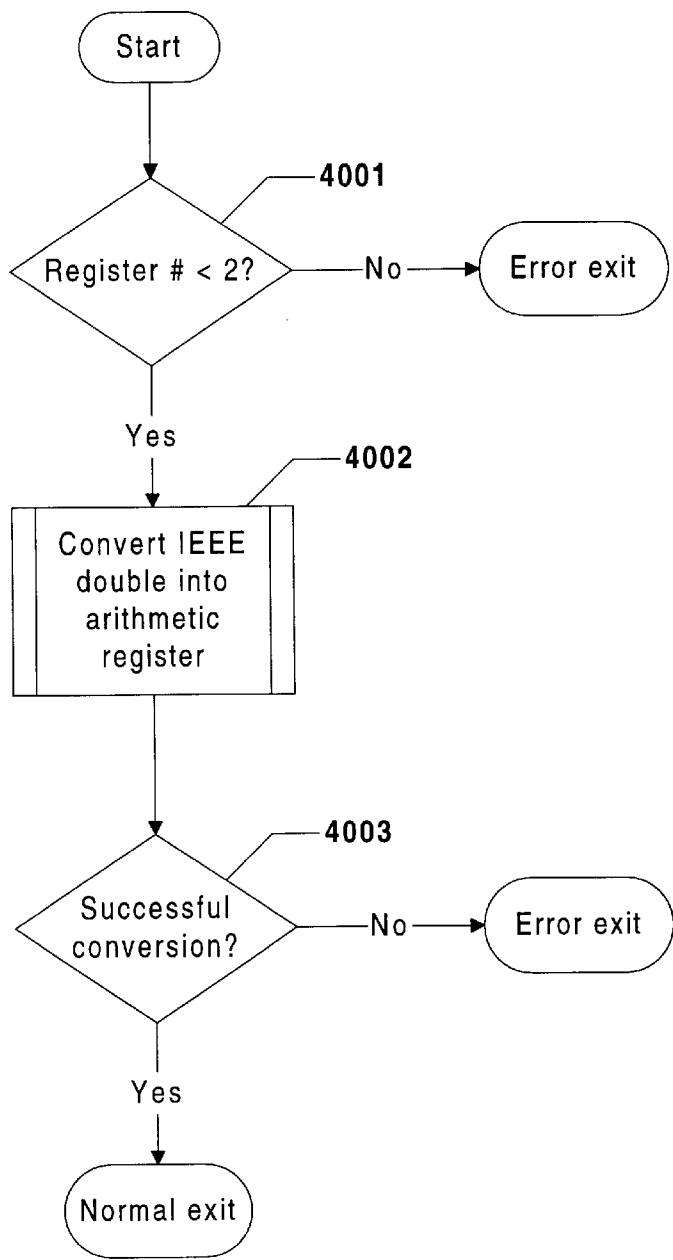 Start
4001
Register # < 2?
No
Error exit
Yes
4002
Convert IEEE
double into
arithmetic
register
4003
Successful
conversion?
No
Error exit
Yes
Normal exit